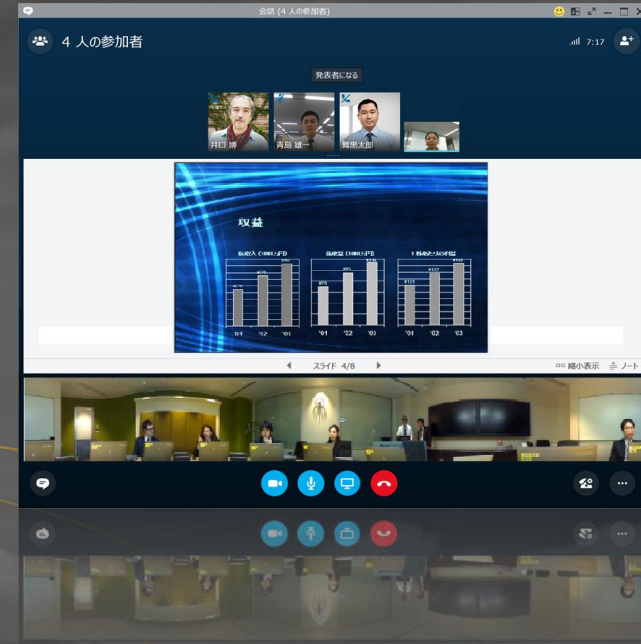 会話 (4 人の参加者)
4 人の参加者
7:17
発表者になる
井口 博
青島 雄一
收益
'01 '02 '03
'01 '02 '03
'01 '02 '03
スライド 4/8
縮小表示
ノート